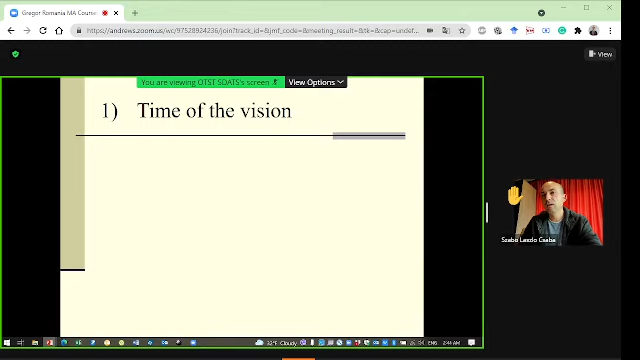 Gregor Romania MA Course
https://andrews.zoom.us/wc/97528924236/join?track_id=&jmf_code=&meeting_result=&tk=&cap=undef...
View
You are viewing OTST SDATS's screen
View Options
1) Time of the vision
Szabo Laszlo Csaba
32°F Cloudy
ENG
2:44 AM